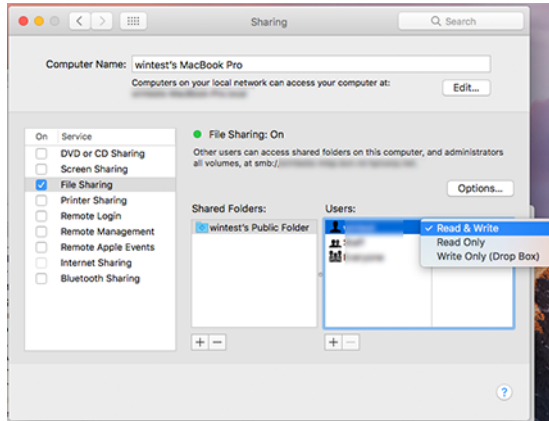 Sharing
Search
Computer Name: wintest's MacBook Pro
Computers on your local network can access your computer at:
Edit...
On Service
DVD or CD Sharing
Screen Sharing
File Sharing
Printer Sharing
Remote Login
Remote Management
Remote Apple Events
Internet Sharing
Bluetooth Sharing
File Sharing: On
Other users can access shared folders on this computer, and administrators
all volumes, at smb:/
Options...
Shared Folders:
wintest's Public Folder
Users:
Read & Write
Read Only
Write Only (Drop Box)